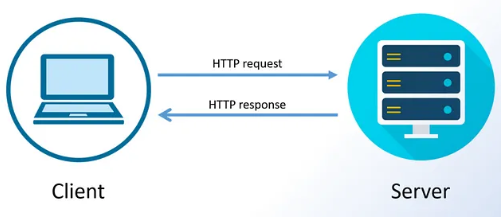 HTTP request
HTTP response
Client
Server